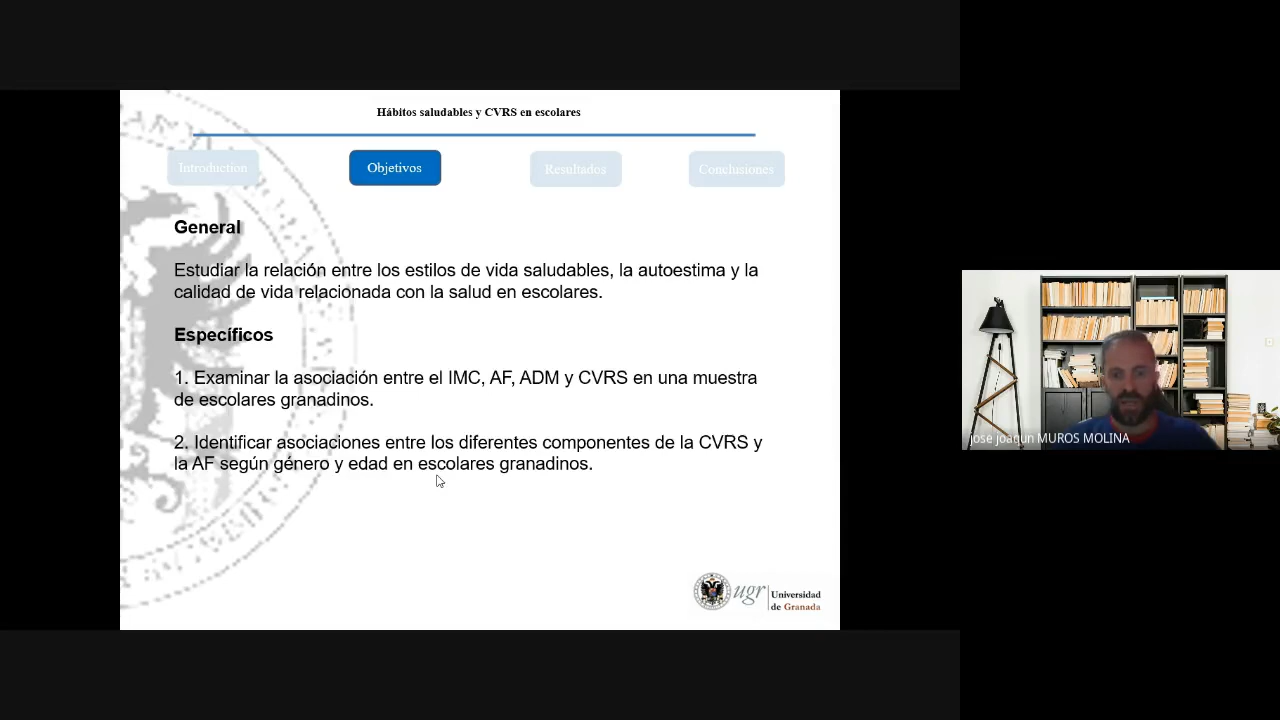 Hábitos saludables y CVRS en escolares
Introduction
Objetivos
Resultados
Conclusiones
General
Estudiar la relación entre los estilos de vida saludables, la autoestima y la
calidad de vida relacionada con la salud en escolares.
Específicos
1. Examinar la asociación entre el IMC, AF, ADM y CVRS en una muestra
de escolares granadinos.
2. Identificar asociaciones entre los diferentes componentes de la CVRS y
la AF según género y edad en escolares granadinos.
ugr
Universidad
de Granada
jose joaqun MUROS MOLINA